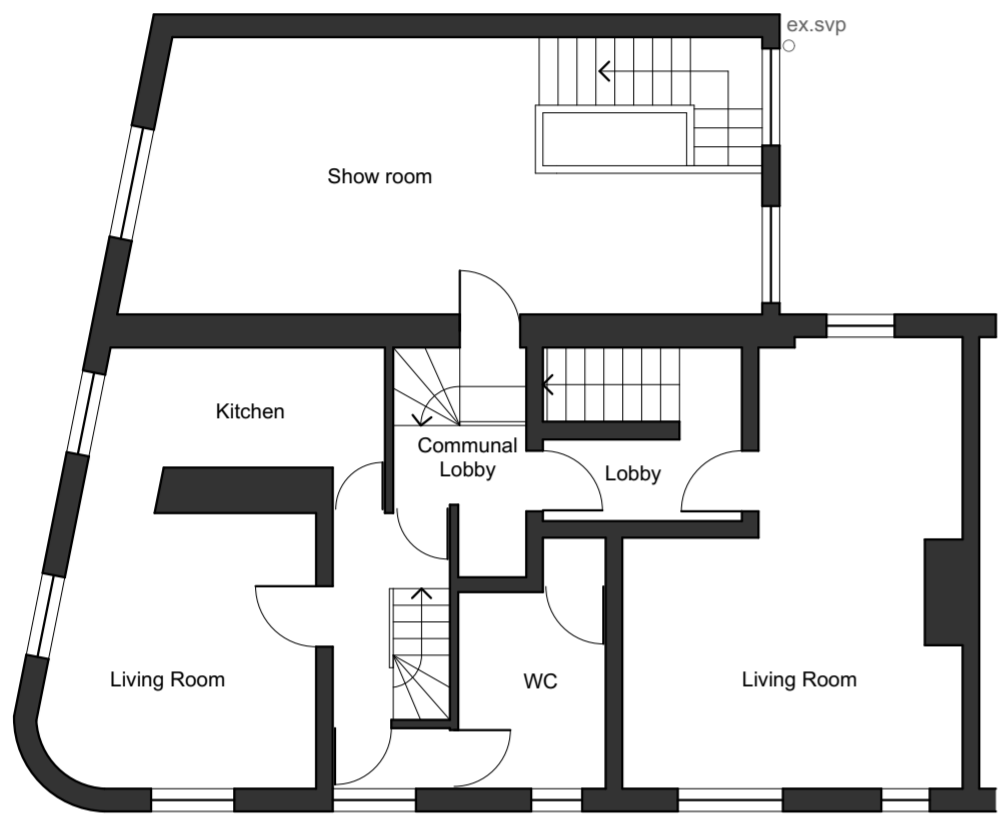 ex.svp
Show room
Kitchen
Communal
Lobby
Lobby
Living Room
WC
Living Room